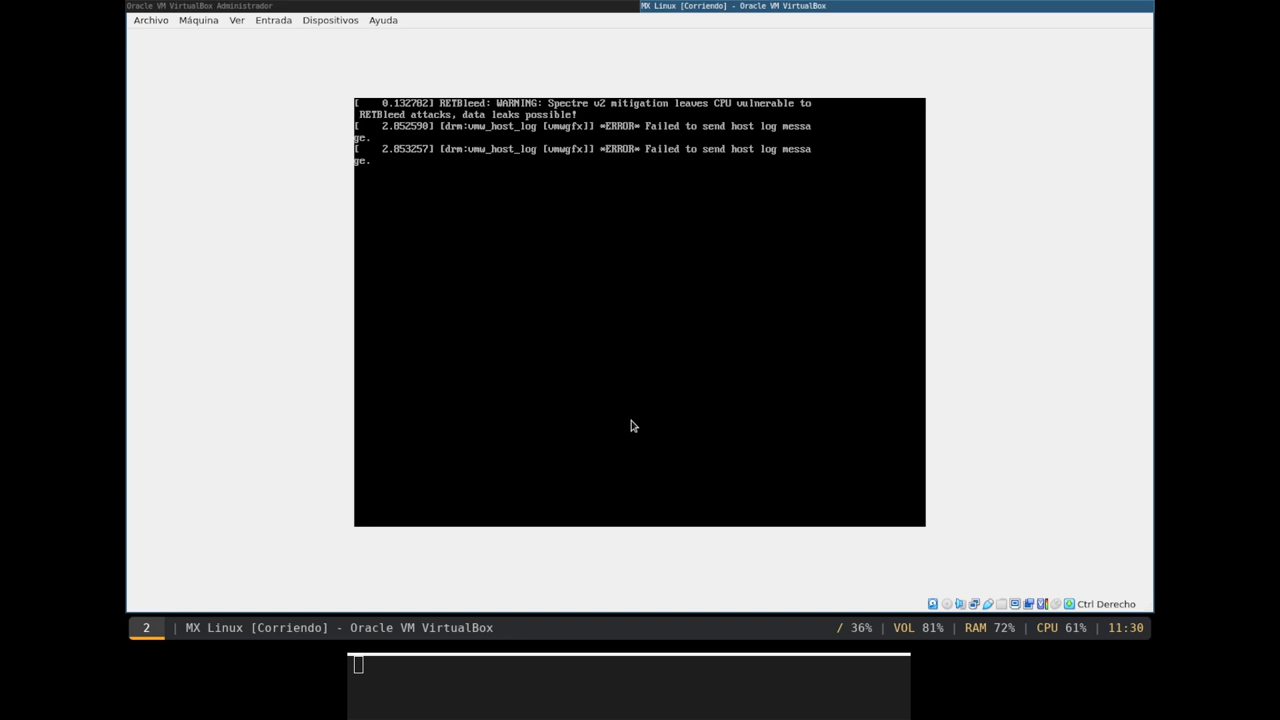 Oracle VM VirtualBox Administrador
MX Linux [Corriendo] - Oracle VM VirtualBox
Archivo Máquina Ver Entrada Dispositivos Ayuda
[    0.132782] RETBleed: WARNING: Spectre v2 mitigation leaves CPU vulnerable to
 RETBleed attacks, data leaks possible!
[    2.852590] [drm:vmw_host_log [vmwgfx]] *ERROR* Failed to send host log messa
ge.
[    2.853257] [drm:vmw_host_log [vmwgfx]] *ERROR* Failed to send host log messa
ge.
Ctrl Derecho
2 | MX Linux [Corriendo] - Oracle VM VirtualBox / 36% | VOL 81% | RAM 72% | CPU 61% | 11:30